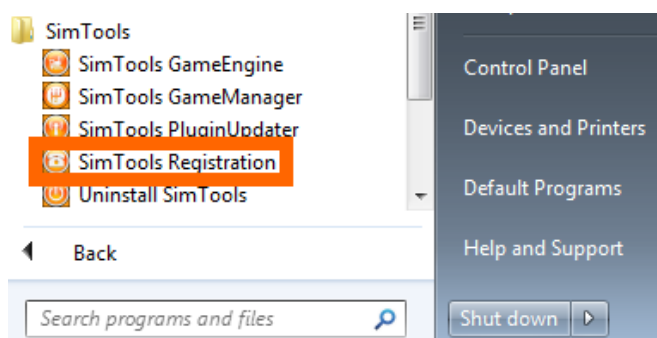 SimTools
SimTools GameEngine
SimTools GameManager
SimTools PluginUpdater
SimTools Registration
Uninstall SimTools
Back
Search programs and files
Control Panel
Devices and Printers
Default Programs
Help and Support
Shut down